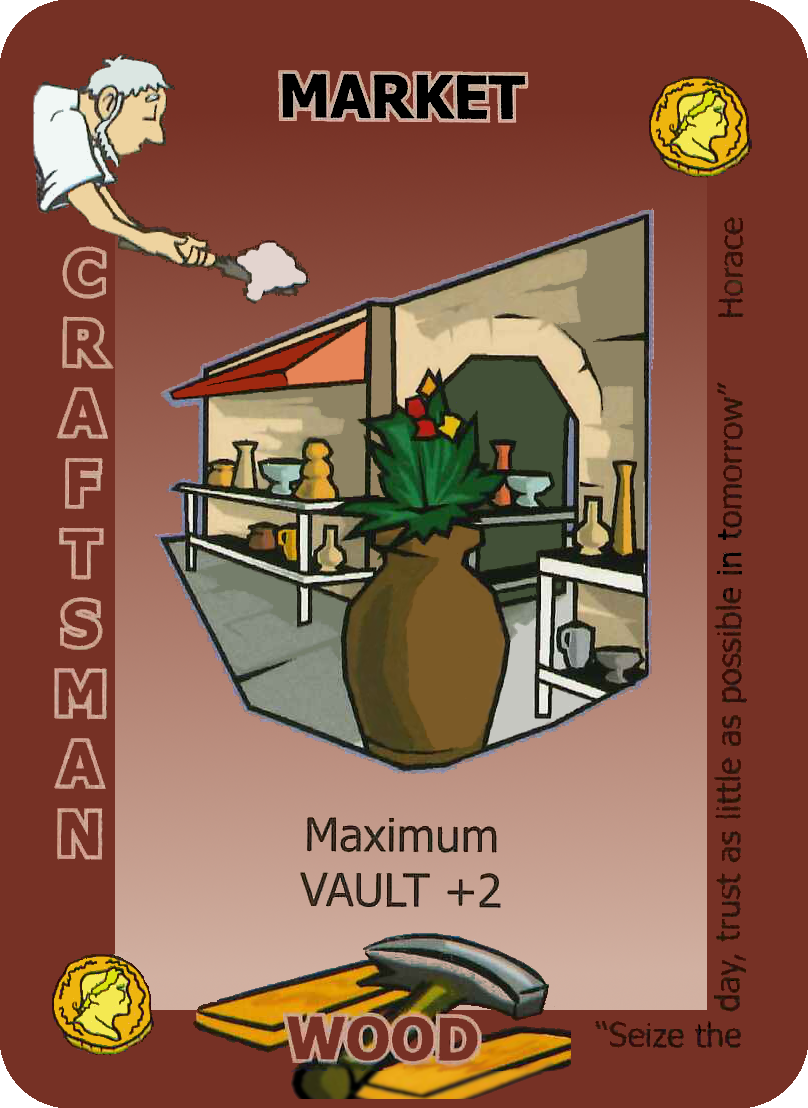 MARKET
CRAFTSMAN
Maximum
VAULT +2
WOOD
“Seize the
day, trust as little as possible in tomorrow” Horace